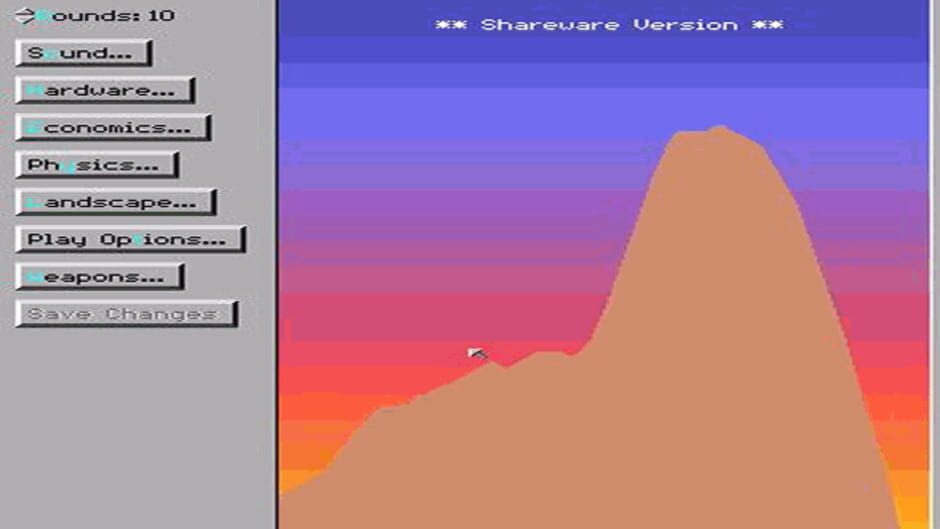 Rounds: 10
** Shareware Version **
Sound...
Hardware...
Economics...
Physics...
Landscape...
Play Options...
Weapons...
Save Changes